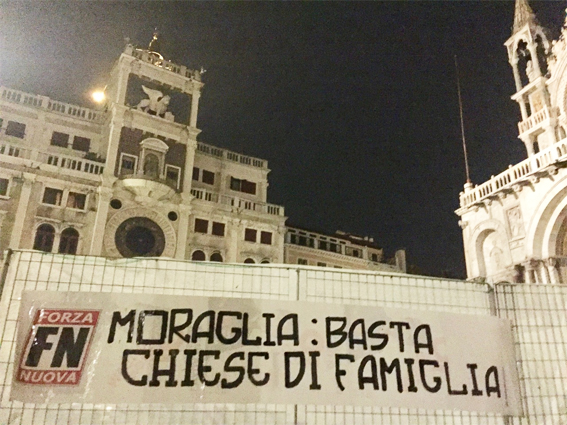 FORZA
FN
NUOVA
MORAGLIA: BASTA
CHIESE DI FAMIGLIA